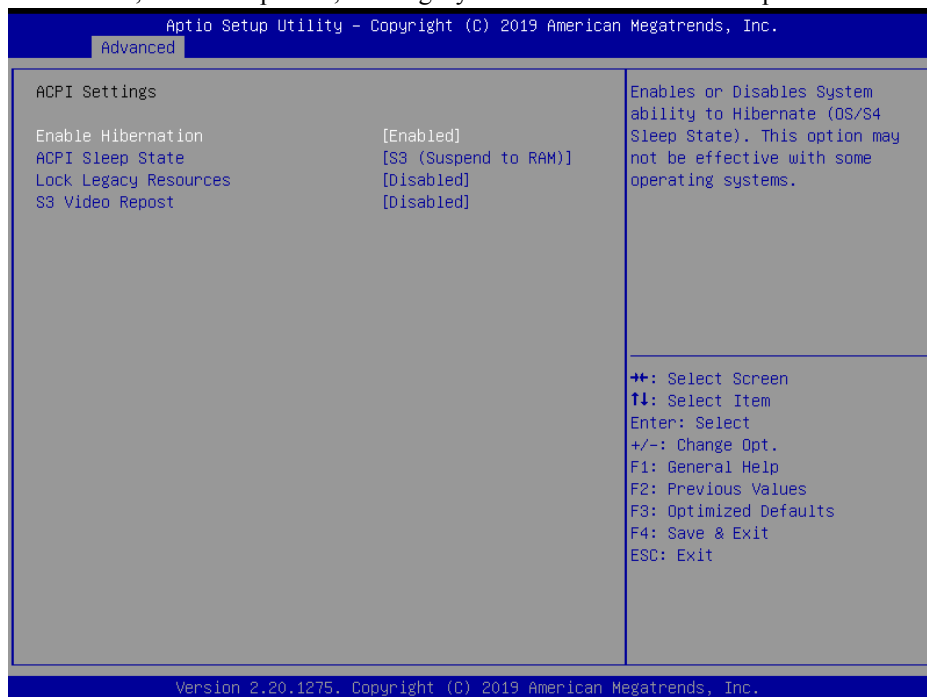 Aptio Setup Utility – Copyright (C) 2019 American Megatrends, Inc.
Advanced
ACPI Settings
Enable Hibernation [Enabled]
ACPI Sleep State [S3 (Suspend to RAM)]
Lock Legacy Resources [Disabled]
S3 Video Repost [Disabled]
Enables or Disables System
ability to Hibernate (OS/S4
Sleep State). This option may
not be effective with some
operating systems.
→←: Select Screen
↑↓: Select Item
Enter: Select
+/-: Change Opt.
F1: General Help
F2: Previous Values
F3: Optimized Defaults
F4: Save & Exit
ESC: Exit
Version 2.20.1275. Copyright (C) 2019 American Megatrends, Inc.